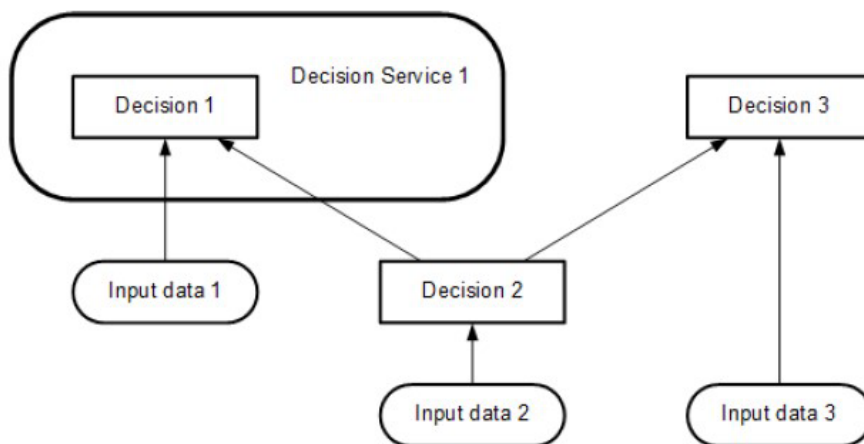 Decision Service 1
Decision 1
Decision 3
Input data 1
Decision 2
Input data 2
Input data 3